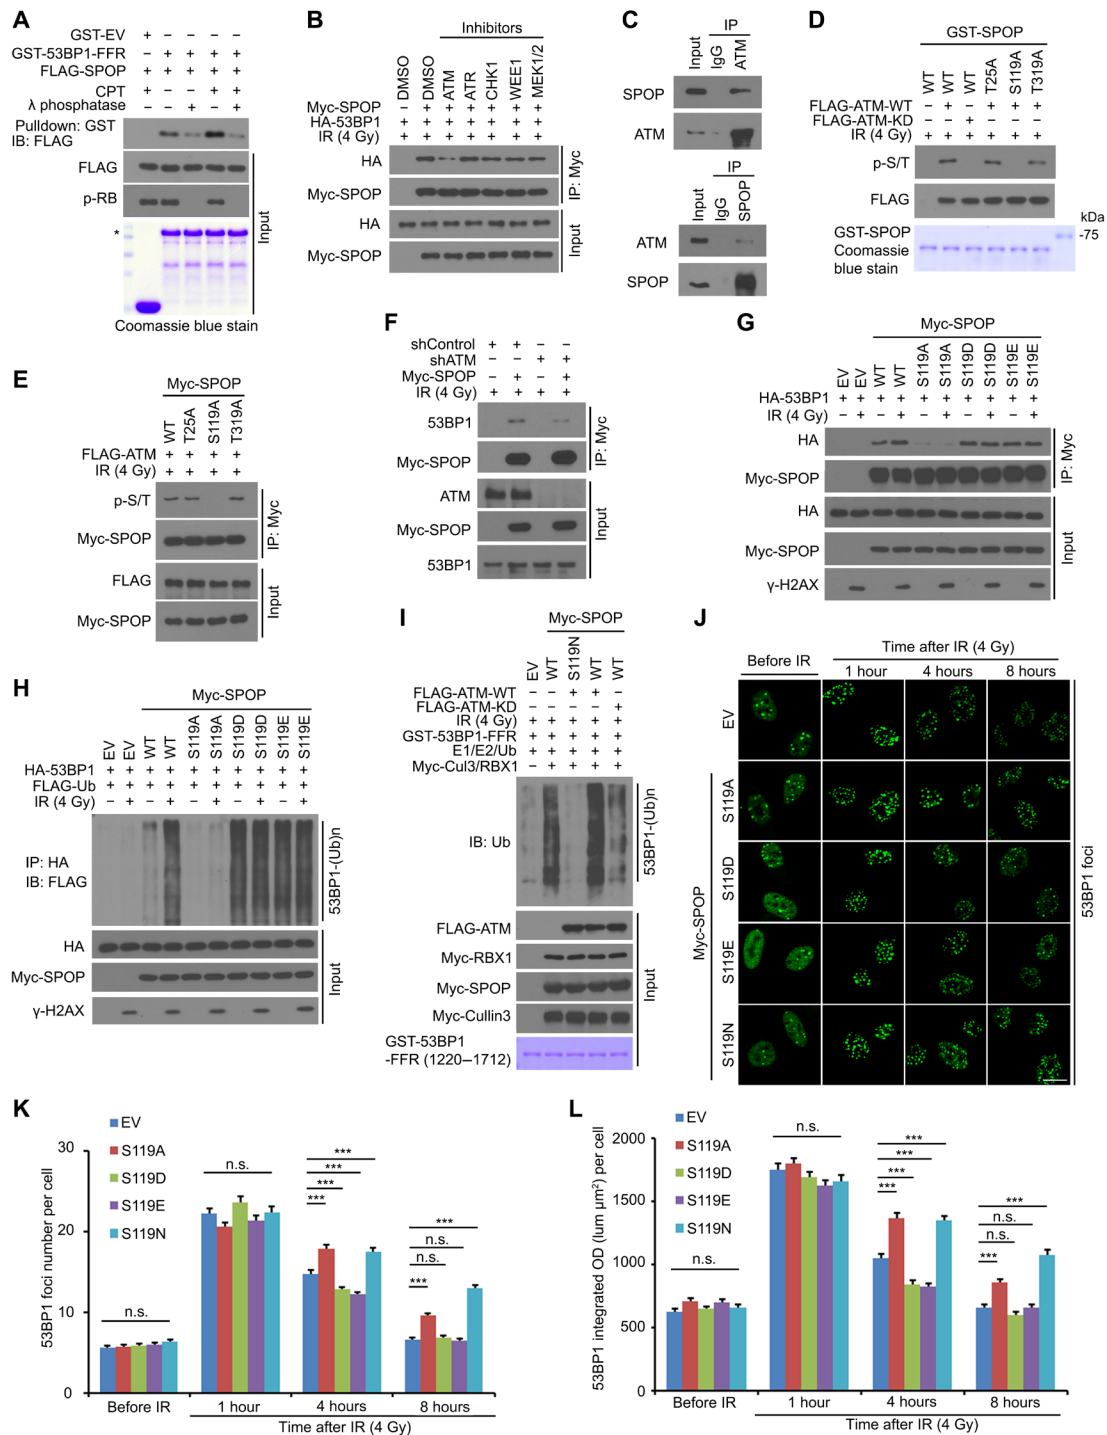 A
GST-EV + – – – –
GST-53BP1-FFR – + + + +
FLAG-SPOP + + + + +
CPT – – – + +
λ phosphatase – – + – +
Pulldown: GST
IB: FLAG
FLAG
p-RB
*
Input
Coomassie blue stain
B
Inhibitors
DMSO DMSO ATM ATR CHK1 WEE1 MEK1/2
Myc-SPOP – + + + + + +
HA-53BP1 + + + + + + +
IR (4 Gy) + + + + + + +
HA
Myc-SPOP
IP: Myc
HA
Myc-SPOP
Input
C
IP
Input IgG ATM
SPOP
ATM
IP
Input IgG SPOP
ATM
SPOP
D
GST-SPOP
WT WT WT T25A S119A T319A
FLAG-ATM-WT – + – + + +
FLAG-ATM-KD – – + – – –
IR (4 Gy) + + + + + +
p-S/T
FLAG
GST-SPOP
Coomassie
blue stain
kDa
-75
E
Myc-SPOP
WT T25A S119A T319A
FLAG-ATM + + + +
IR (4 Gy) + + + +
p-S/T
Myc-SPOP
IP: Myc
FLAG
Myc-SPOP
Input
F
shControl + + – –
shATM – – + +
Myc-SPOP – + – +
IR (4 Gy) + + + +
53BP1
Myc-SPOP
IP: Myc
ATM
Myc-SPOP
53BP1
Input
G
Myc-SPOP
EV EV WT WT S119A S119A S119D S119D S119E S119E
HA-53BP1 + + + + + + + + + +
IR (4 Gy) – + – + – + – + – +
HA
Myc-SPOP
IP: Myc
HA
Myc-SPOP
γ-H2AX
Input
H
Myc-SPOP
EV EV WT WT S119A S119A S119D S119D S119E S119E
HA-53BP1 + + + + + + + + + +
FLAG-Ub + + + + + + + + + +
IR (4 Gy) – + – + – + – + – +
IP: HA
IB: FLAG
53BP1-(Ub)n
HA
Myc-SPOP
γ-H2AX
Input
I
Myc-SPOP
EV WT S119N WT WT
FLAG-ATM-WT – – + + –
FLAG-ATM-KD – – – – +
IR (4 Gy) + + + + +
GST-53BP1-FFR + + + + +
E1/E2/Ub + + + + +
Myc-Cul3/RBX1 – + + + +
IB: Ub
53BP1-(Ub)n
FLAG-ATM
Myc-RBX1
Myc-SPOP
Myc-Cullin3
GST-53BP1
-FFR (1220–1712)
Input
J
Time after IR (4 Gy)
Before IR 1 hour 4 hours 8 hours
EV
S119A
S119D
S119E
S119N
Myc-SPOP
53BP1 foci
K
EV
S119A
S119D
S119E
S119N
53BP1 foci number per cell
30
20
10
0
n.s.
n.s.
***
***
***
***
***
n.s.
n.s.
***
Before IR 1 hour 4 hours 8 hours
Time after IR (4 Gy)
L
EV
S119A
S119D
S119E
S119N
53BP1 integrated OD (lum µm²) per cell
2000
1500
1000
500
0
n.s.
n.s.
***
***
***
***
***
n.s.
n.s.
***
Before IR 1 hour 4 hours 8 hours
Time after IR (4 Gy)